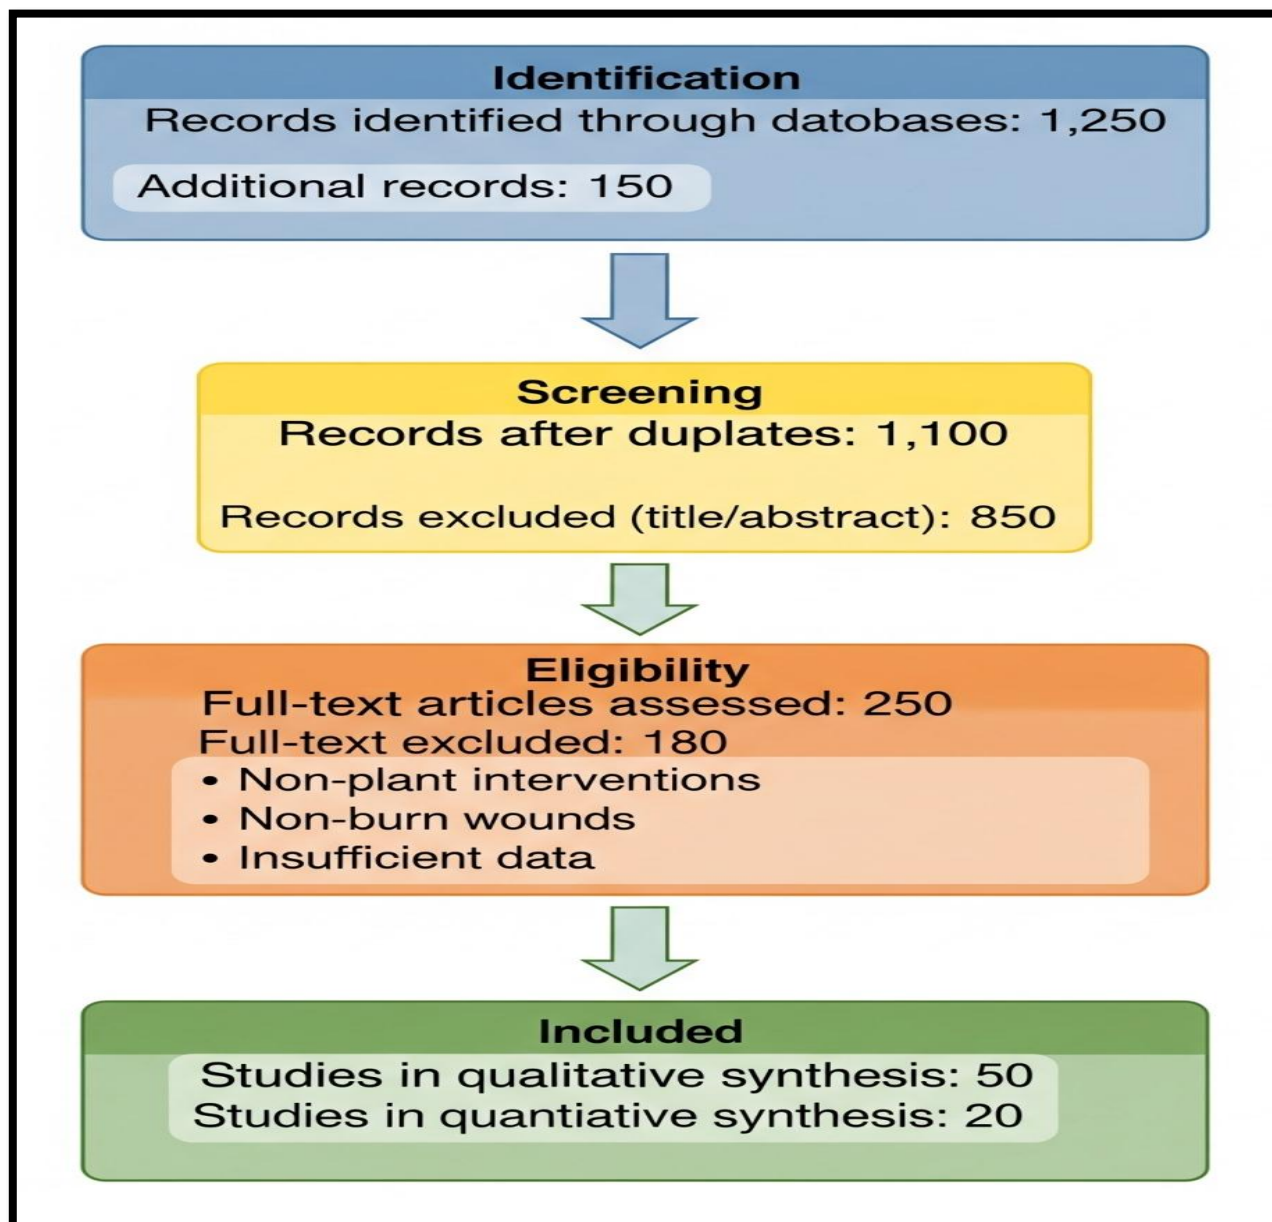 Identification
Records identified through datobases: 1,250
Additional records: 150
Screening
Records after duplates: 1,100
Records excluded (title/abstract): 850
Eligibility
Full-text articles assessed: 250
Full-text excluded: 180
• Non-plant interventions
• Non-burn wounds
• Insufficient data
Included
Studies in qualitative synthesis: 50
Studies in quantiative synthesis: 20